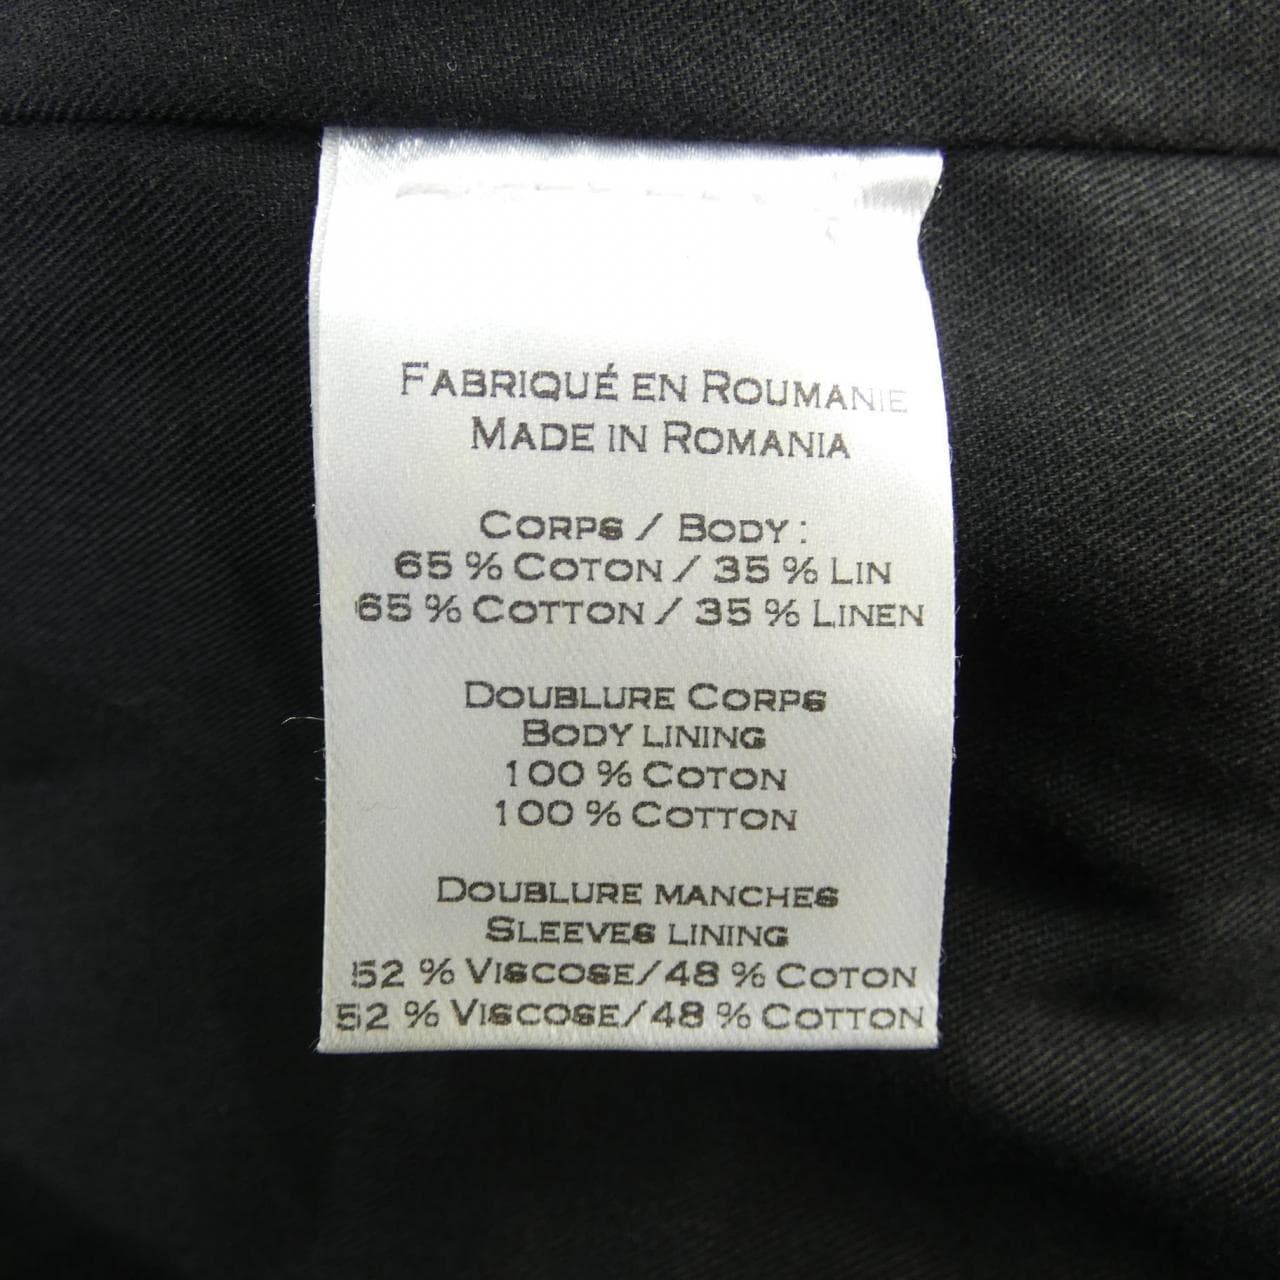 FABRIQUÉ EN ROUMANIE
MADE IN ROMANIA
CORPS / BODY :
65 % COTON / 35 % LIN
65 % COTTON / 35 % LINEN
DOUBLURE CORPS
BODY LINING
100 % COTON
100 % COTTON
DOUBLURE MANCHES
SLEEVES LINING
52 % VISCOSE/48 % COTON
52 % VISCOSE/48 % COTTON